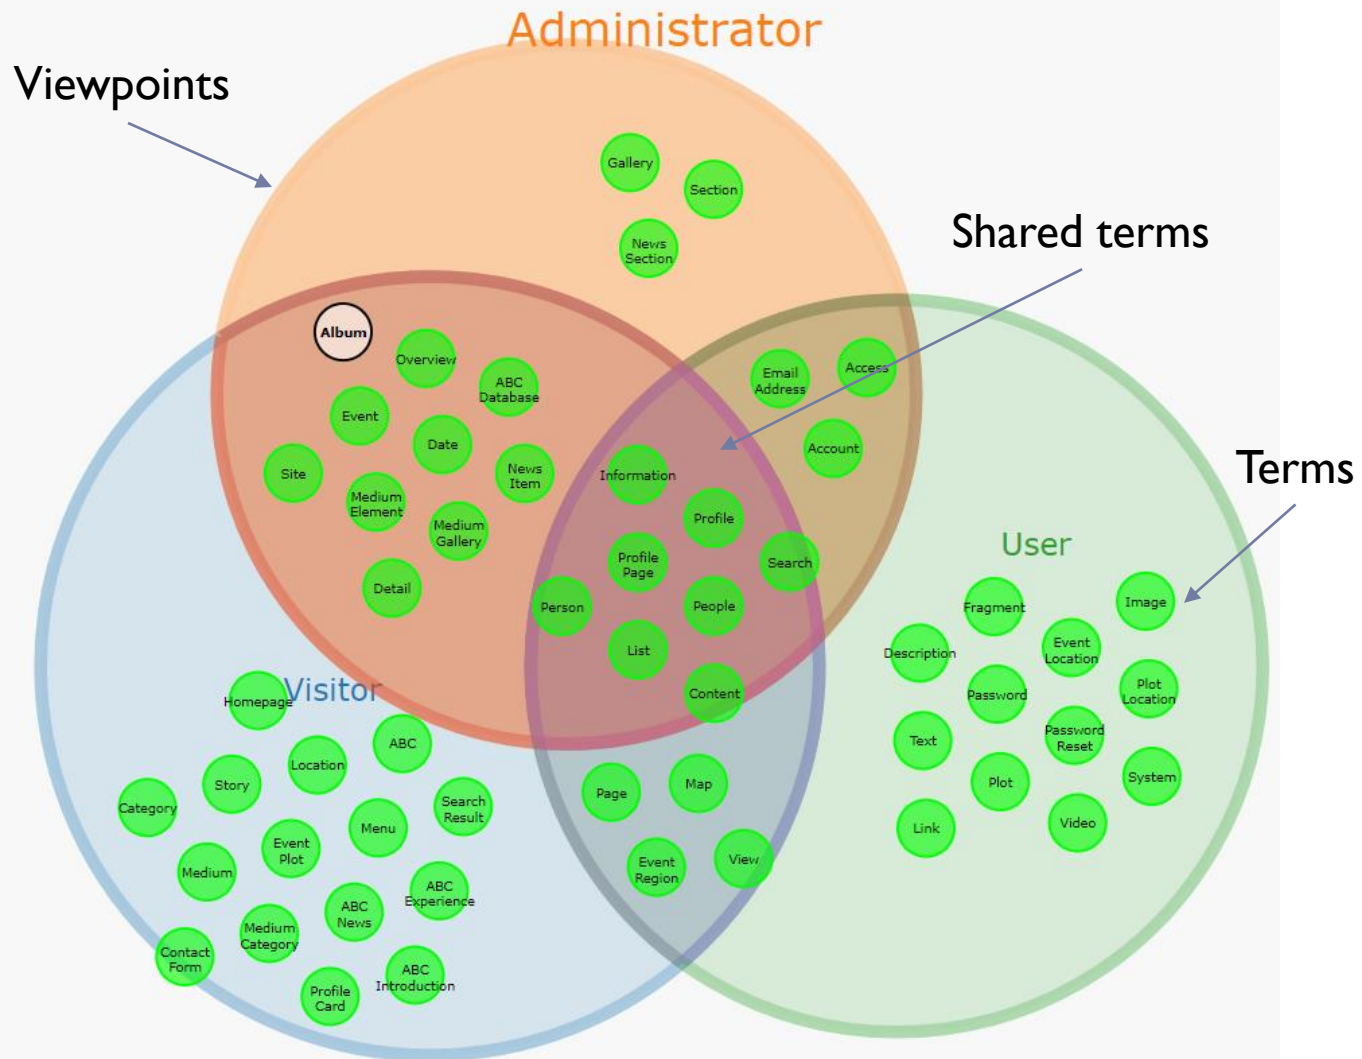 Administrator
Viewpoints
Gallery
Section
Shared terms
News
Section
Album
Overview
ABC
Database
Email
Address
Access
Event
Date
Account
Terms
Site
News
Item
Information
Medium
Element
Medium
Gallery
Profile
User
Detail
Profile
Page
Search
Person
People
Fragment
Image
List
Description
Event
Location
Content
Password
Plot
Location
Visitor
Homepage
ABC
Text
Password
Reset
Location
Story
Category
Search
Result
Page
Map
Plot
System
Menu
Link
Video
Event
Plot
Medium
Event
Region
View
ABC
Experience
ABC
News
Medium
Category
Contact
Form
ABC
Introduction
Profile
Card